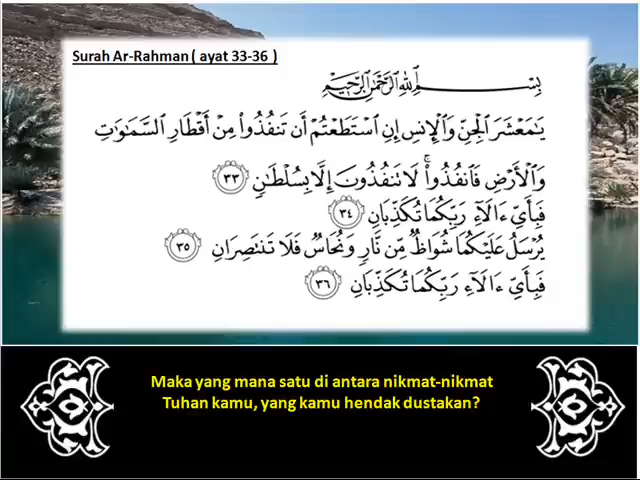 Surah Ar-Rahman ( ayat 33-36 )
بِسْمِ ٱللَّهِ ٱلرَّحْمَٰنِ ٱلرَّحِيمِ
يَٰمَعْشَرَ ٱلْجِنِّ وَٱلْإِنسِ إِنِ ٱسْتَطَعْتُمْ أَن تَنفُذُوا۟ مِنْ أَقْطَارِ ٱلسَّمَٰوَٰتِ
وَٱلْأَرْضِ فَٱنفُذُوا۟ ۚ لَا تَنفُذُونَ إِلَّا بِسُلْطَٰنٍ ٣٣
فَبِأَىِّ ءَالَآءِ رَبِّكُمَا تُكَذِّبَانِ ٣٤
يُرْسَلُ عَلَيْكُمَا شُوَاظٌ مِّن نَّارٍ وَنُحَاسٌ فَلَا تَنتَصِرَانِ ٣٥
فَبِأَىِّ ءَالَآءِ رَبِّكُمَا تُكَذِّبَانِ ٣٦
Maka yang mana satu di antara nikmat-nikmat
Tuhan kamu, yang kamu hendak dustakan?